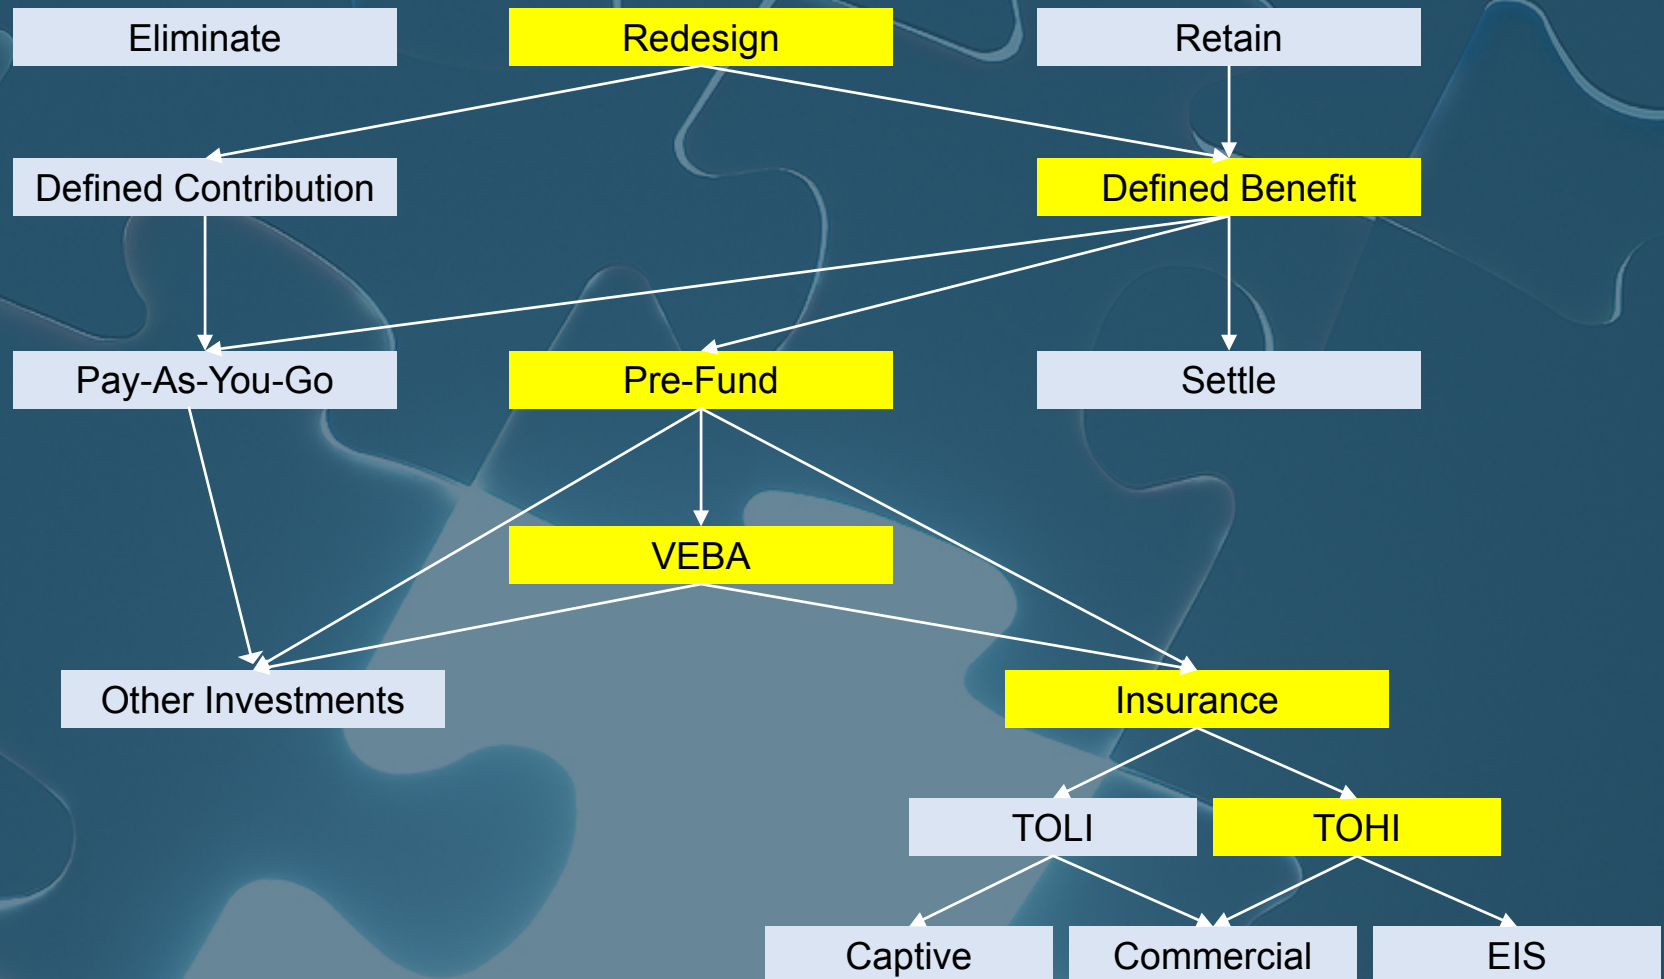 Eliminate
Redesign
Retain
Defined Contribution
Defined Benefit
Pay-As-You-Go
Pre-Fund
Settle
VEBA
Other Investments
Insurance
TOLI
TOHI
Captive
Commercial
EIS